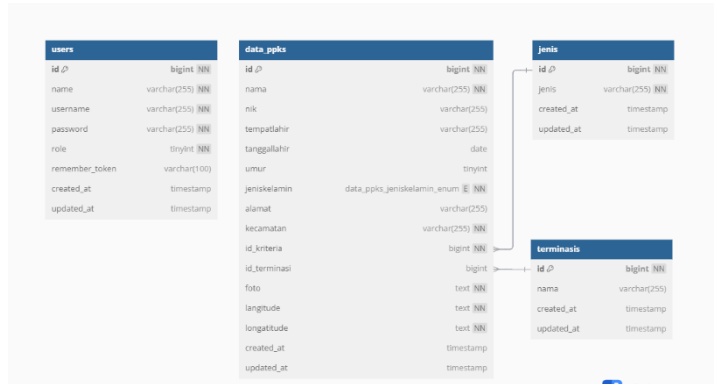 users
id bigint NN
name varchar(255) NN
username varchar(255) NN
password varchar(255) NN
role tinyint NN
remember_token varchar(100)
created_at timestamp
updated_at timestamp
data_ppks
id bigint NN
nama varchar(255) NN
nik varchar(255)
tempatlahir varchar(255)
tanggallahir date
umur tinyint
jeniskelamin data_ppks_jeniskelamin_enum E NN
alamat varchar(255)
kecamatan varchar(255) NN
id_kriteria bigint NN
id_terminasi bigint
foto text NN
langitude text NN
longatitude text NN
created_at timestamp
updated_at timestamp
jenis
id bigint NN
jenis varchar(255) NN
created_at timestamp
updated_at timestamp
terminasis
id bigint NN
nama varchar(255)
created_at timestamp
updated_at timestamp